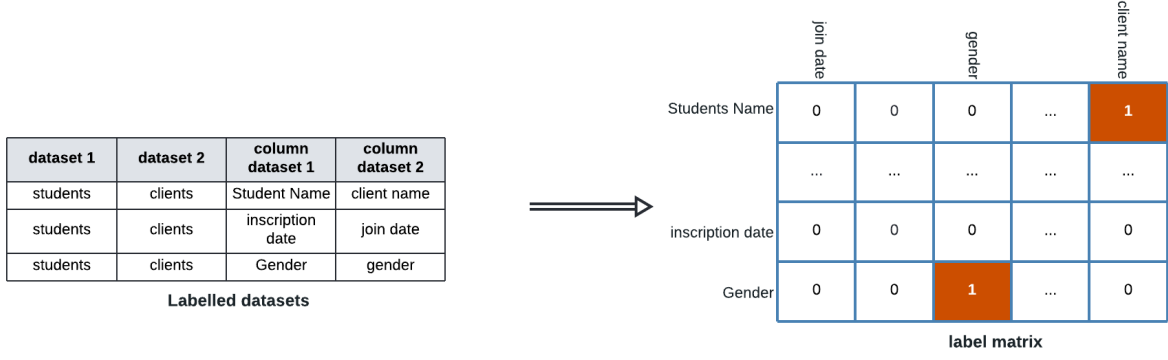 join date
gender
client name
Students Name 0 0 0 ... 1
... ... ... ... ...
inscription date 0 0 0 ... 0
Gender 0 0 1 ... 0
label matrix
dataset 1 dataset 2 column dataset 1 column dataset 2
students clients Student Name client name
students clients inscription date join date
students clients Gender gender
Labelled datasets